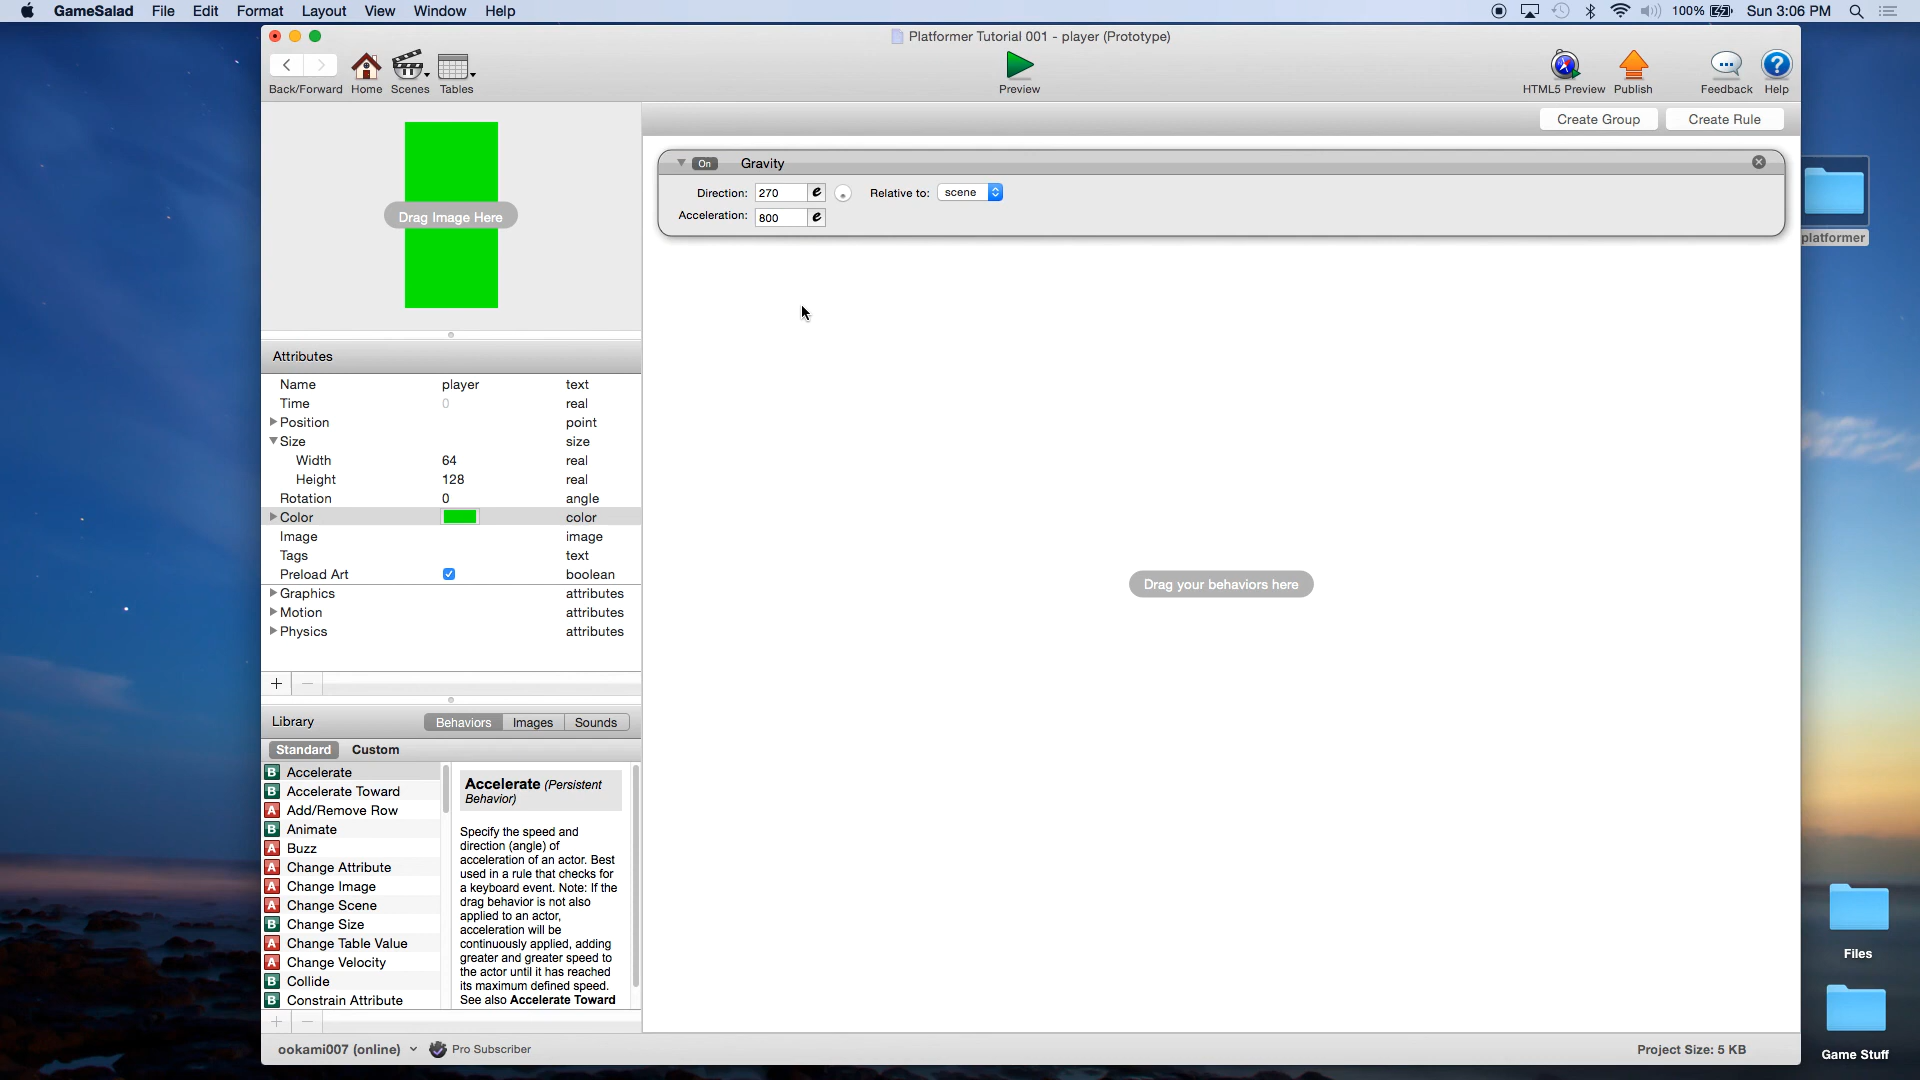 GameSalad File Edit Format Layout View Window Help
100% Sun 3:06 PM
Platformer Tutorial 001 - player (Prototype)
Back/Forward Home Scenes Tables
Preview
HTML5 Preview Publish Feedback Help
Create Group Create Rule
Drag Image Here
On Gravity
Direction: 270 e Relative to: scene
Acceleration: 800 e
platformer
Attributes
Name player text
Time 0 real
Position point
Size size
Width 64 real
Height 128 real
Rotation 0 angle
Color color
Image image
Tags text
Preload Art boolean
Graphics attributes
Motion attributes
Physics attributes
Drag your behaviors here
+ −
Library Behaviors Images Sounds
Standard Custom
B Accelerate
B Accelerate Toward
A Add/Remove Row
B Animate
A Buzz
A Change Attribute
A Change Image
A Change Scene
B Change Size
A Change Table Value
A Change Velocity
B Collide
B Constrain Attribute
Accelerate (Persistent
Behavior)
Specify the speed and
direction (angle) of
acceleration of an actor. Best
used in a rule that checks for
a keyboard event. Note: If the
drag behavior is not also
applied to an actor,
acceleration will be
continuously applied, adding
greater and greater speed to
the actor until it has reached
its maximum defined speed.
See also Accelerate Toward
+ −
ookami007 (online) Pro Subscriber
Project Size: 5 KB
Files
Game Stuff